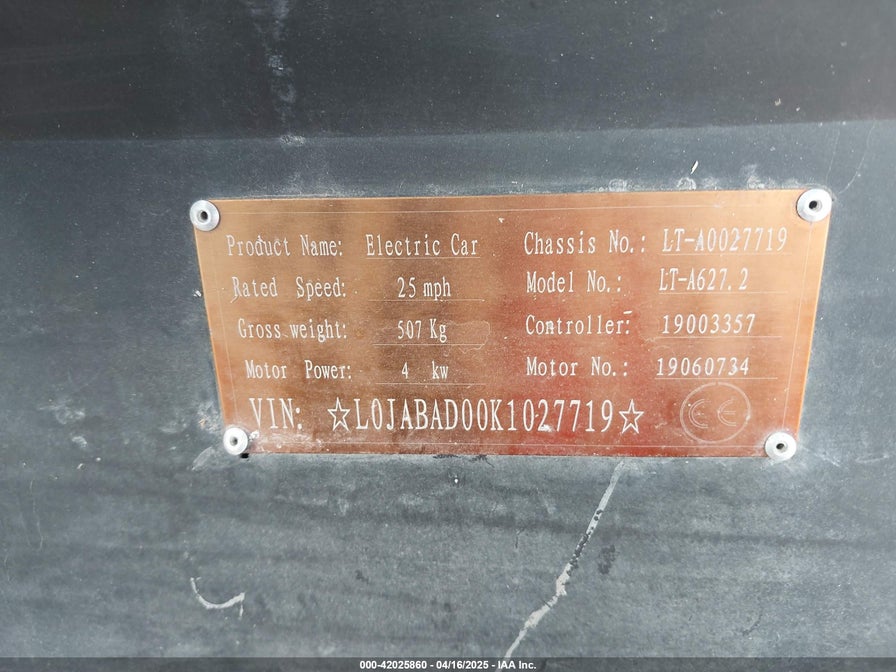 Product Name: Electric Car Chassis No.: LT-A0027719
Rated Speed: 25 mph Model No.: LT-A627.2
Gross weight: 507 Kg Controller: 19003357
Motor Power: 4 kw Motor No.: 19060734
VIN: ☆L0JABAD00K1027719☆ CE
000-42025860 - 04/16/2025 - IAA Inc.